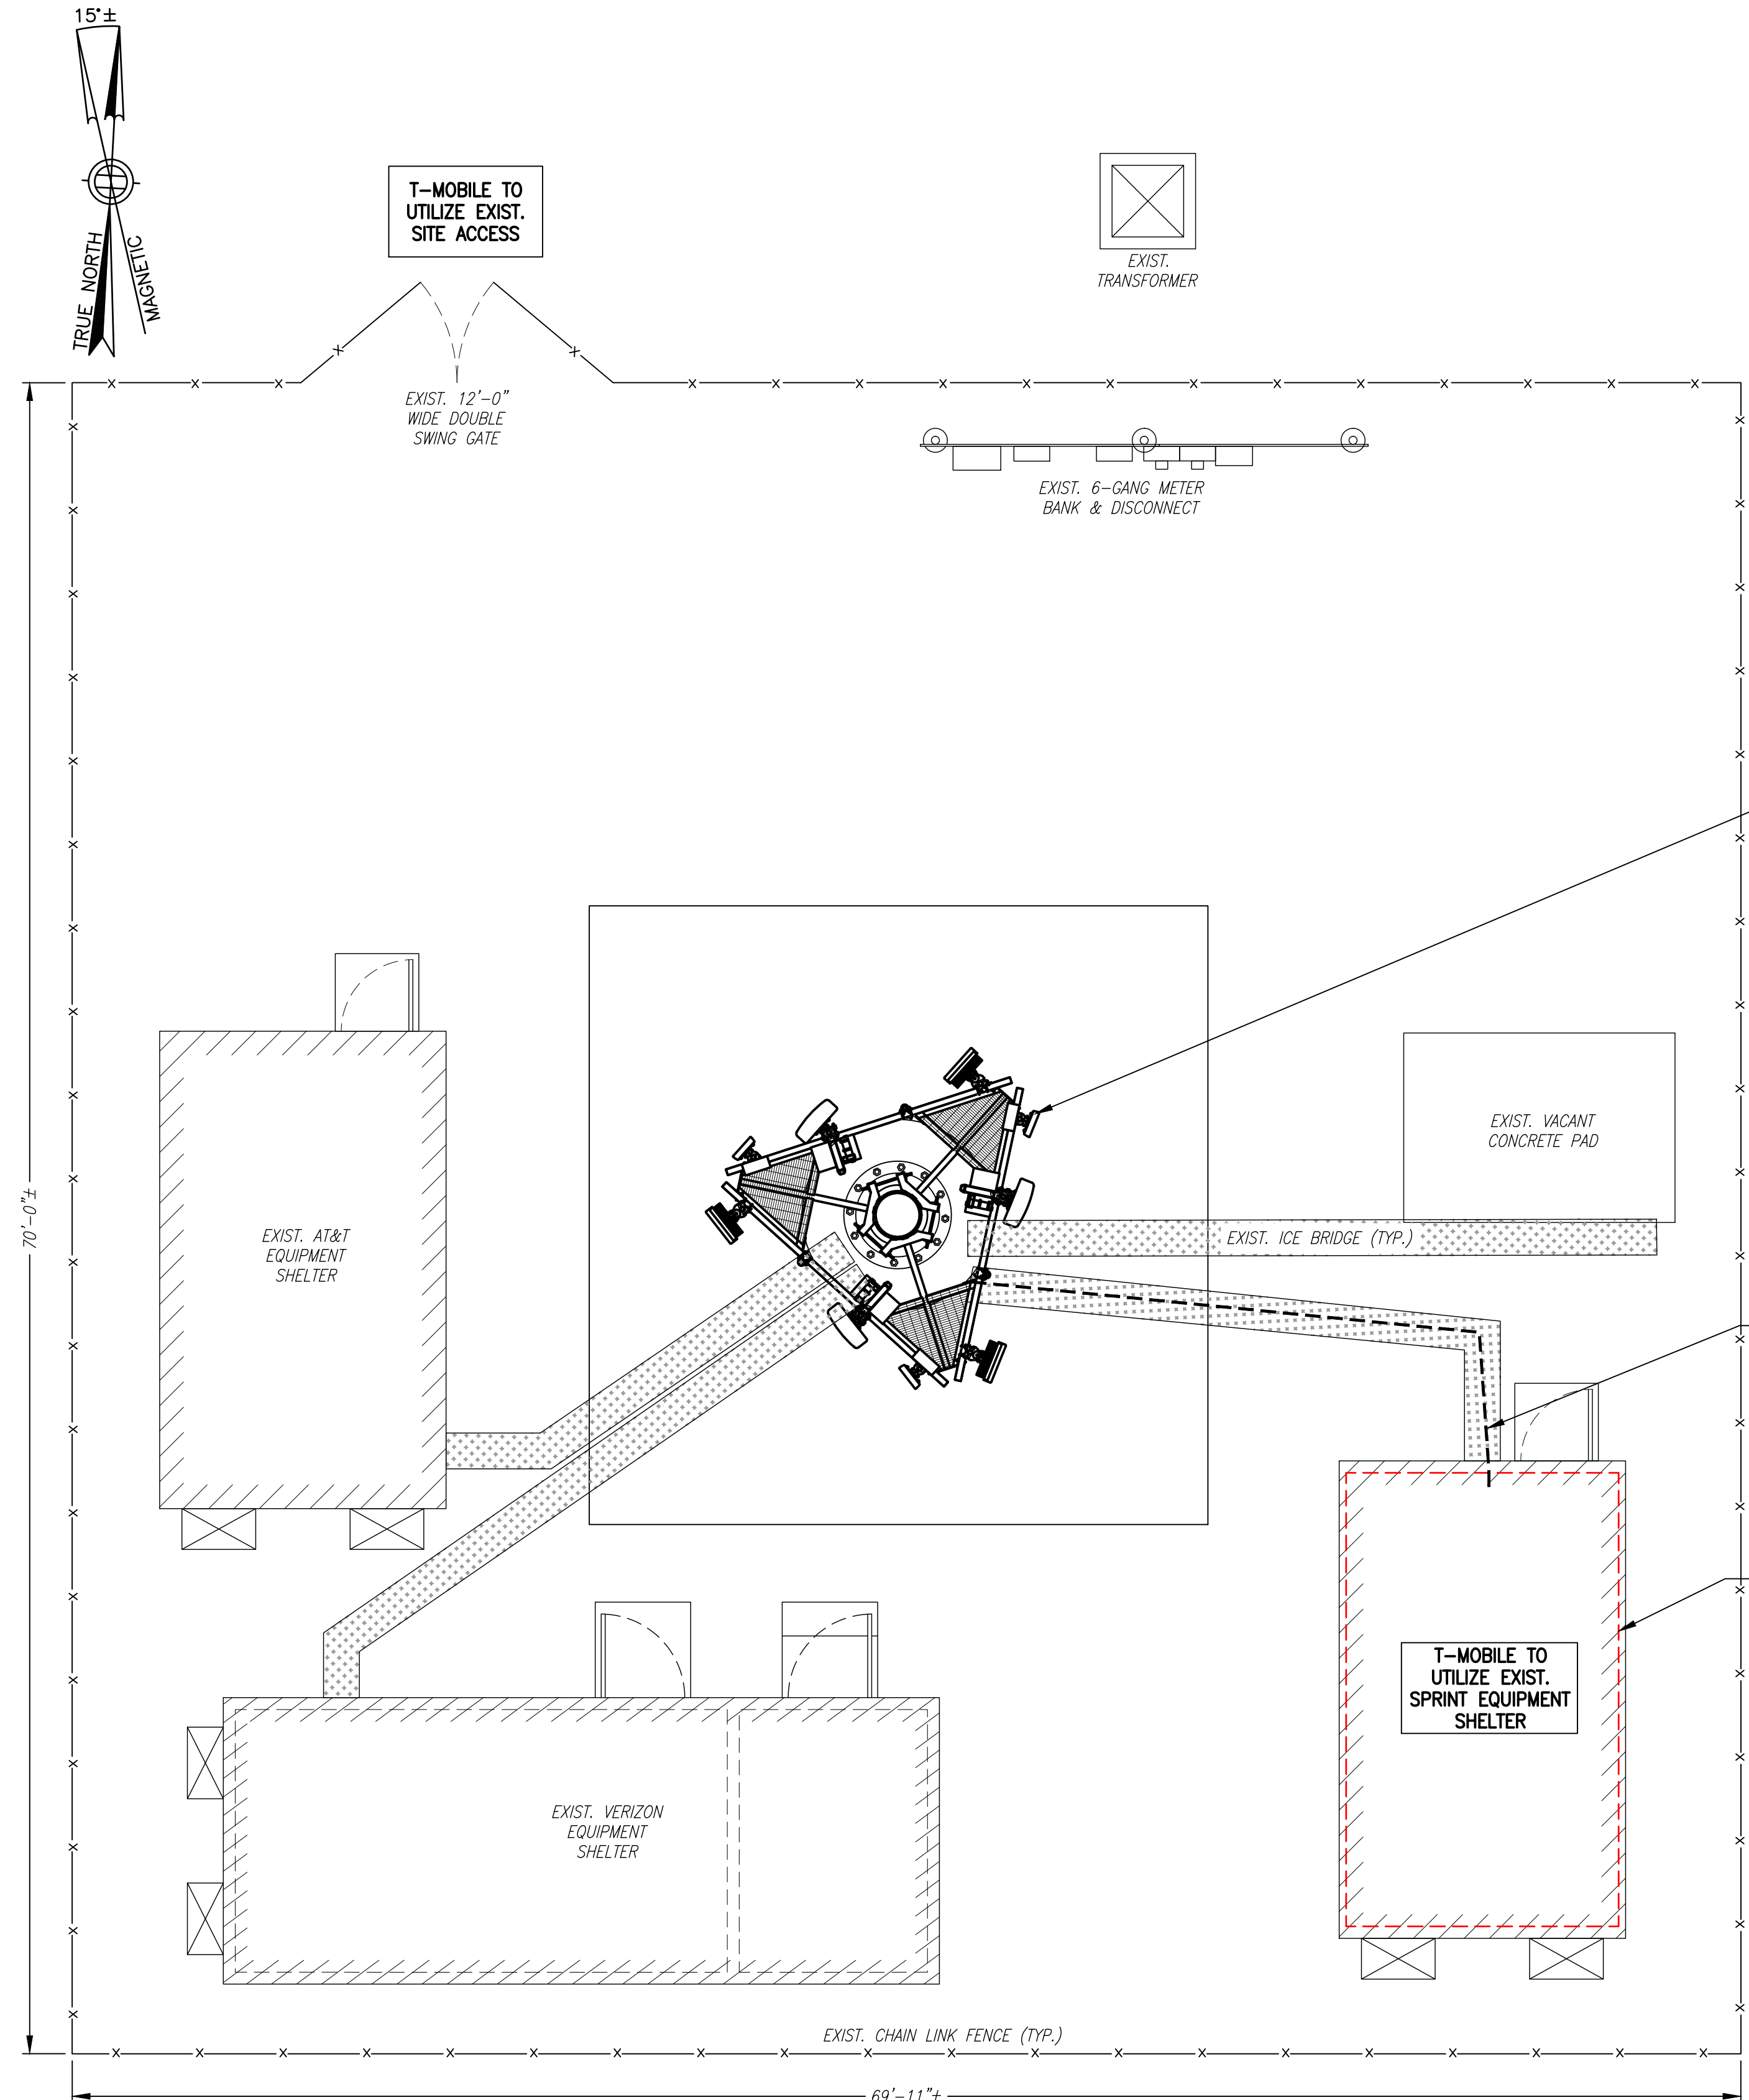 15°±
TRUE NORTH
MAGNETIC
T-MOBILE TO
UTILIZE EXIST.
SITE ACCESS
EXIST.
TRANSFORMER
EXIST. 12'-0"
WIDE DOUBLE
SWING GATE
EXIST. 6-GANG METER
BANK & DISCONNECT
EXIST. VACANT
CONCRETE PAD
70'-0"±
EXIST. AT&T
EQUIPMENT
SHELTER
EXIST. ICE BRIDGE (TYP.)
T-MOBILE TO
UTILIZE EXIST.
SPRINT EQUIPMENT
SHELTER
EXIST. VERIZON
EQUIPMENT
SHELTER
EXIST. CHAIN LINK FENCE (TYP.)
69'-11"±